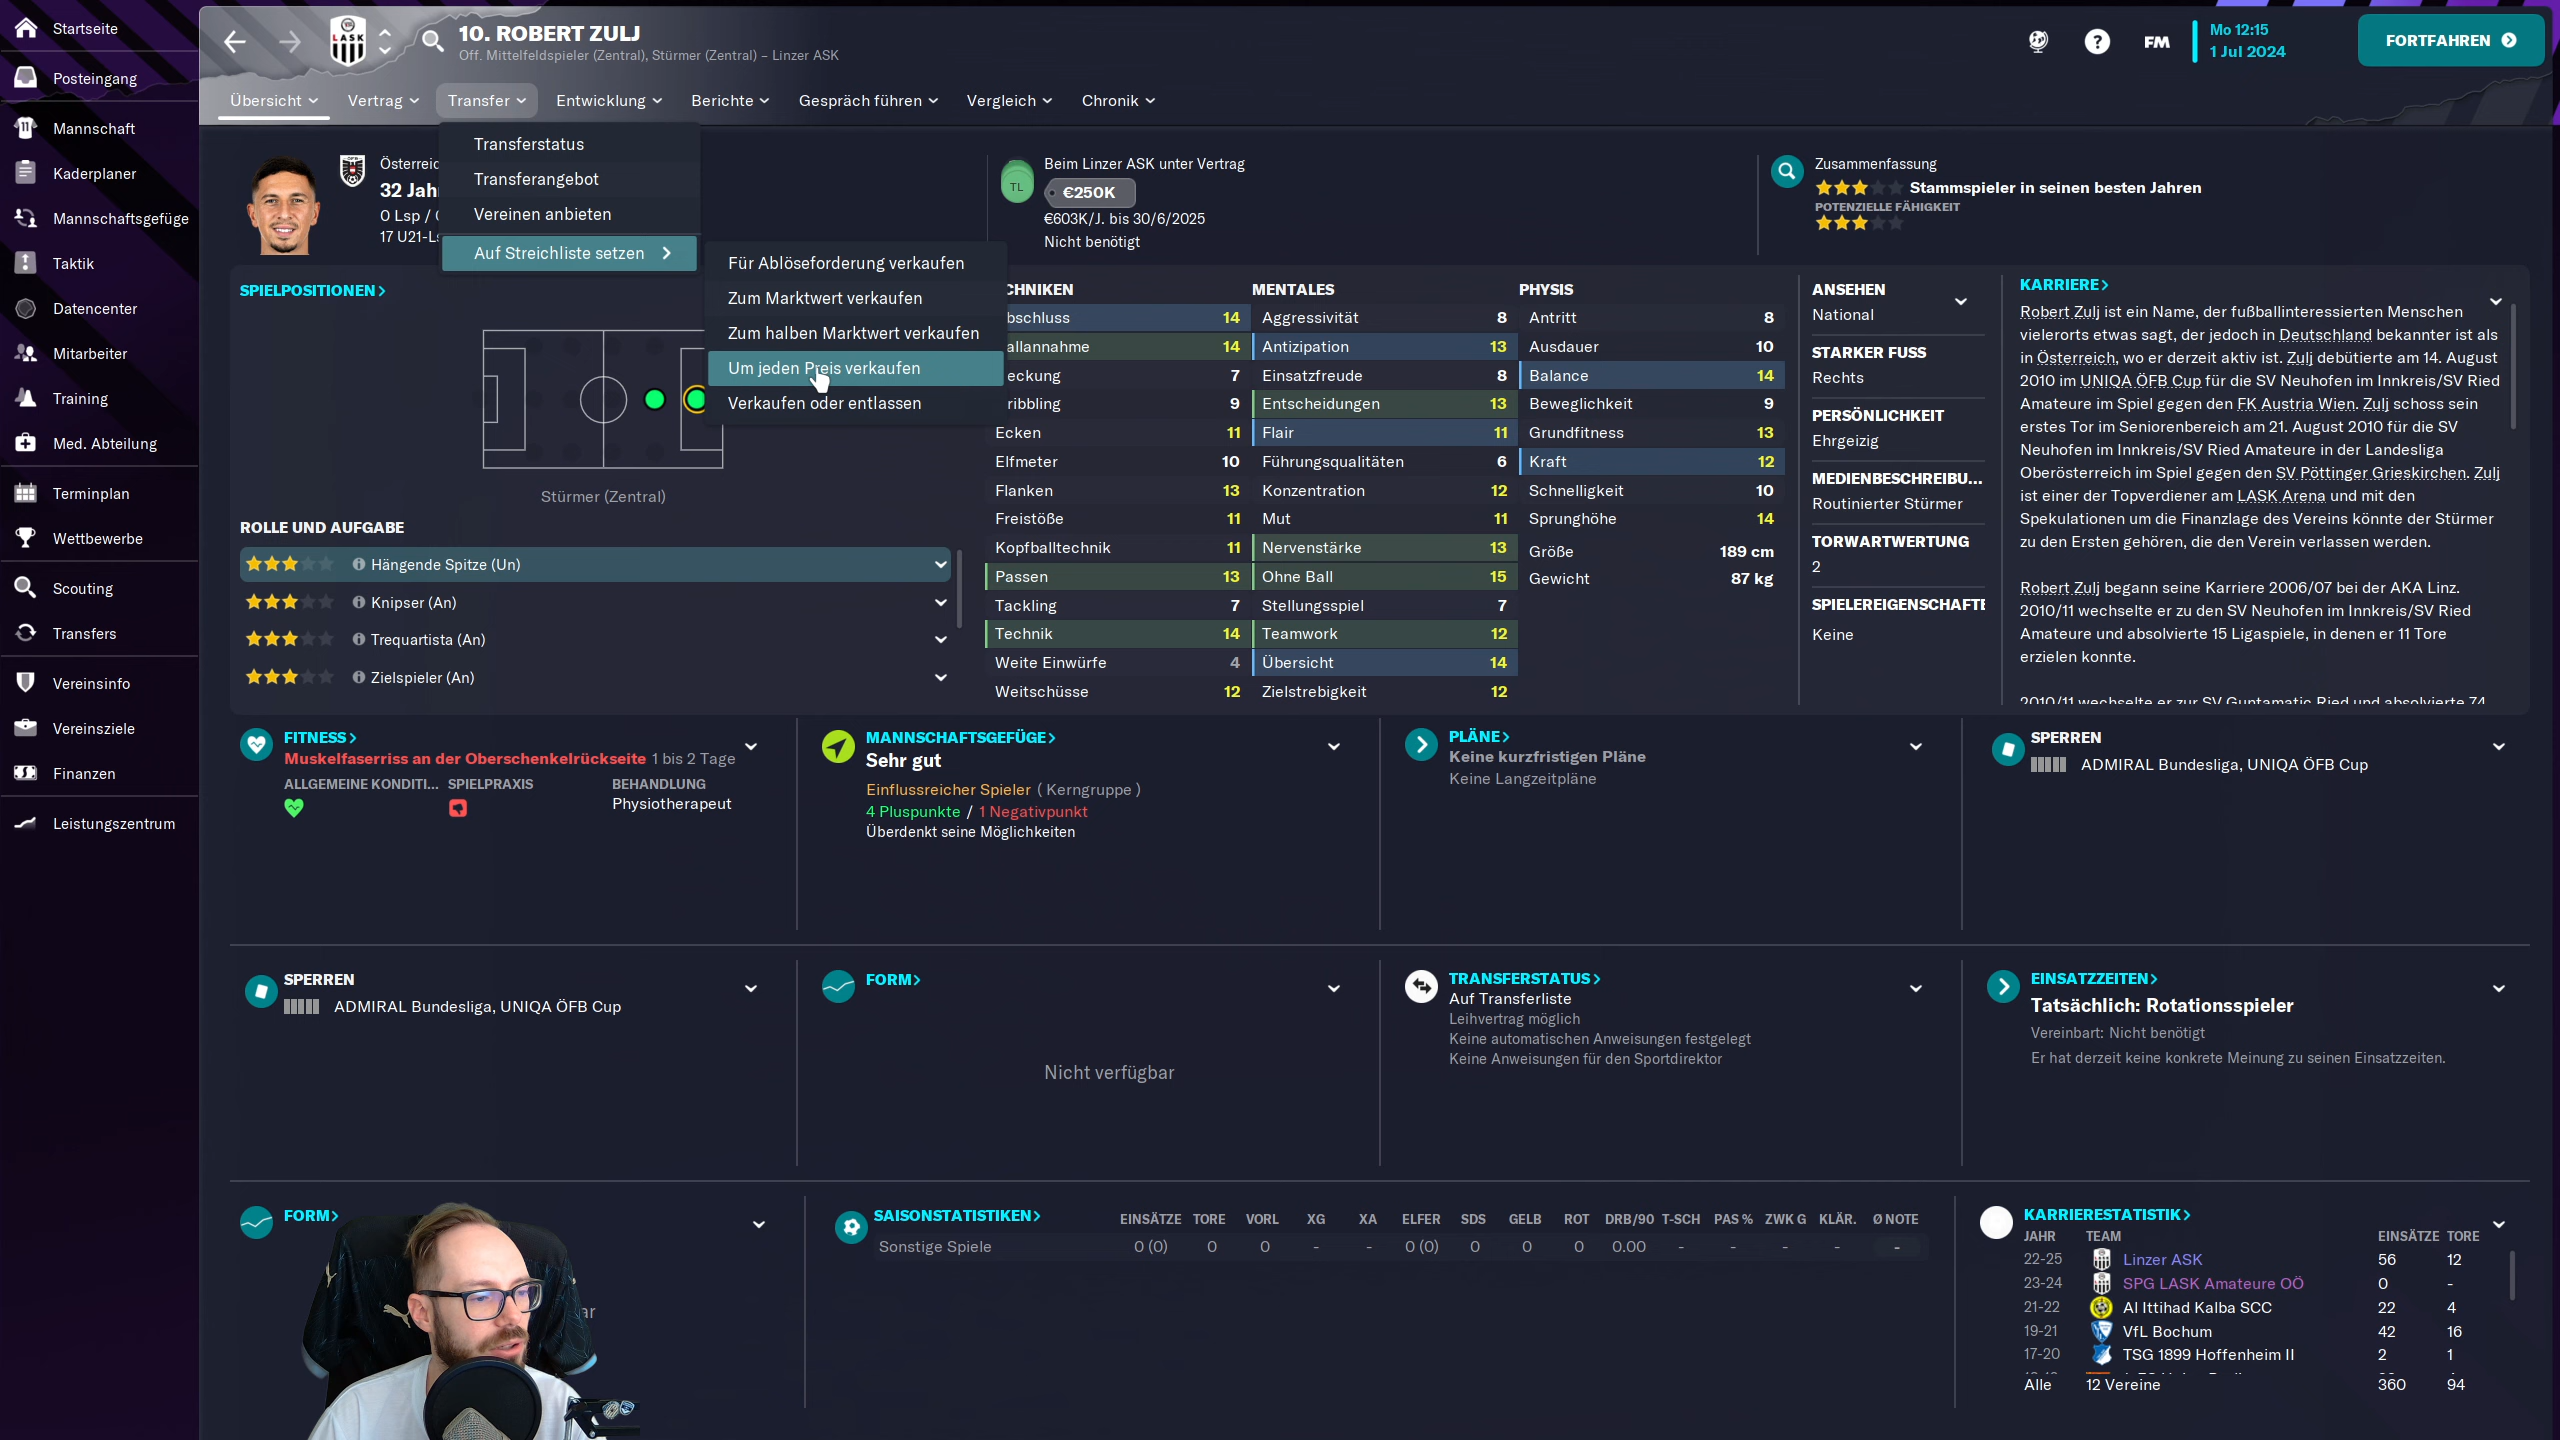 Startseite
Posteingang
Mannschaft
Kaderplaner
Mannschaftsgefüge
Taktik
Datencenter
Mitarbeiter
Training
Med. Abteilung
Terminplan
Wettbewerbe
Scouting
Transfers
Vereinsinfo
Vereinsziele
Finanzen
Leistungszentrum
LASK
10. ROBERT ZULJ
Off. Mittelfeldspieler (Zentral), Stürmer (Zentral) – Linzer ASK
FM
Mo 12:15
1 Jul 2024
FORTFAHREN
Übersicht
Vertrag
Transfer
Entwicklung
Berichte
Gespräch führen
Vergleich
Chronik
Transferstatus
Transferangebot
Vereinen anbieten
Auf Streichliste setzen
Für Ablöseforderung verkaufen
Zum Marktwert verkaufen
Zum halben Marktwert verkaufen
Um jeden Preis verkaufen
Verkaufen oder entlassen
32
0 Lsp /
17
TL
Beim Linzer ASK unter Vertrag
€250K
€603K/J. bis 30/6/2025
Nicht benötigt
Zusammenfassung
Stammspieler in seinen besten Jahren
POTENZIELLE FÄHIGKEIT
SPIELPOSITIONEN
Stürmer (Zentral)
ROLLE UND AUFGABE
Hängende Spitze (Un)
Knipser (An)
Trequartista (An)
Zielspieler (An)
14
14
7
9
Ecken 11
Elfmeter 10
Flanken 13
Freistöße 11
Kopfballtechnik 11
Passen 13
Tackling 7
Technik 14
Weite Einwürfe 4
Weitschüsse 12
MENTALES
Aggressivität 8
Antizipation 13
Einsatzfreude 8
Entscheidungen 13
Flair 11
Führungsqualitäten 6
Konzentration 12
Mut 11
Nervenstärke 13
Ohne Ball 15
Stellungsspiel 7
Teamwork 12
Übersicht 14
Zielstrebigkeit 12
PHYSIS
Antritt 8
Ausdauer 10
Balance 14
Beweglichkeit 9
Grundfitness 13
Kraft 12
Schnelligkeit 10
Sprunghöhe 14
Größe 189 cm
Gewicht 87 kg
ANSEHEN
National
STARKER FUSS
Rechts
PERSÖNLICHKEIT
Ehrgeizig
MEDIENBESCHREIBU...
Routinierter Stürmer
TORWARTWERTUNG
2
SPIELEREIGENSCHAFTE
Keine
KARRIERE
Robert Zulj ist ein Name, der fußballinteressierten Menschen
vielerorts etwas sagt, der jedoch in Deutschland bekannter ist als
in Österreich, wo er derzeit aktiv ist. Zulj debütierte am 14. August
2010 im UNIQA ÖFB Cup für die SV Neuhofen im Innkreis/SV Ried
Amateure im Spiel gegen den FK Austria Wien. Zulj schoss sein
erstes Tor im Seniorenbereich am 21. August 2010 für die SV
Neuhofen im Innkreis/SV Ried Amateure in der Landesliga
Oberösterreich im Spiel gegen den SV Pöttinger Grieskirchen. Zulj
ist einer der Topverdiener am LASK Arena und mit den
Spekulationen um die Finanzlage des Vereins könnte der Stürmer
zu den Ersten gehören, die den Verein verlassen werden.
Robert Zulj begann seine Karriere 2006/07 bei der AKA Linz.
2010/11 wechselte er zu den SV Neuhofen im Innkreis/SV Ried
Amateure und absolvierte 15 Ligaspiele, in denen er 11 Tore
erzielen konnte.
2010/11 wechselte er zur SV Guntamatic Ried und absolvierte 74
FITNESS
Muskelfaserriss an der Oberschenkelrückseite 1 bis 2 Tage
ALLGEMEINE KONDITI... SPIELPRAXIS BEHANDLUNG
Physiotherapeut
MANNSCHAFTSGEFÜGE
Sehr gut
Einflussreicher Spieler ( Kerngruppe )
4 Pluspunkte / 1 Negativpunkt
Überdenkt seine Möglichkeiten
PLÄNE
Keine kurzfristigen Pläne
Keine Langzeitpläne
SPERREN
ADMIRAL Bundesliga, UNIQA ÖFB Cup
SPERREN
ADMIRAL Bundesliga, UNIQA ÖFB Cup
FORM
Nicht verfügbar
TRANSFERSTATUS
Auf Transferliste
Leihvertrag möglich
Keine automatischen Anweisungen festgelegt
Keine Anweisungen für den Sportdirektor
EINSATZZEITEN
Tatsächlich: Rotationsspieler
Vereinbart: Nicht benötigt
Er hat derzeit keine konkrete Meinung zu seinen Einsatzzeiten.
FORM
SAISONSTATISTIKEN EINSÄTZE TORE VORL XG XA ELFER SDS GELB ROT DRB/90 T-SCH PAS % ZWK G KLÄR. Ø NOTE
Sonstige Spiele 0 (0) 0 0 - - 0 (0) 0 0 0 0.00 - - - - -
KARRIERESTATISTIK
JAHR TEAM EINSÄTZE TORE
22-25 Linzer ASK 56 12
23-24 SPG LASK Amateure OÖ 0 -
21-22 Al Ittihad Kalba SCC 22 4
19-21 VfL Bochum 42 16
17-20 TSG 1899 Hoffenheim II 2 1
Alle 12 Vereine 360 94